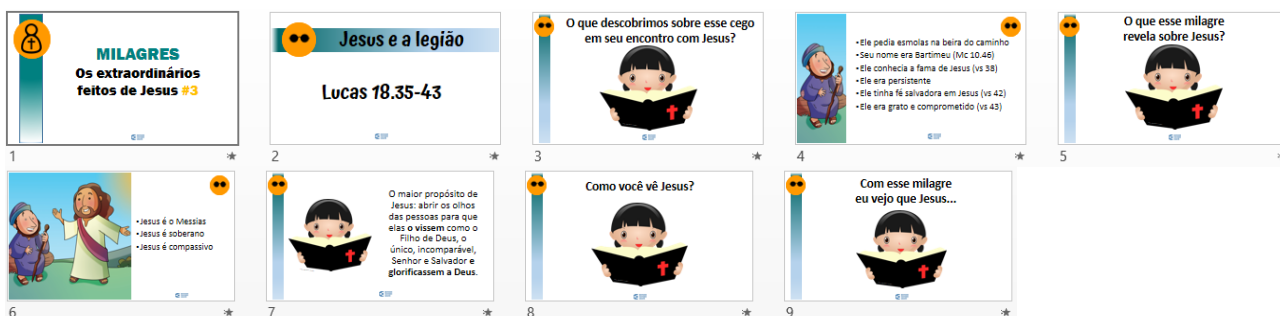 MILAGRES
Os extraordinários
feitos de Jesus #3
1
Jesus e a legião
Lucas 18.35-43
2
O que descobrimos sobre esse cego
em seu encontro com Jesus?
3
•Ele pedia esmolas na beira do caminho
•Seu nome era Bartimeu (Mc 10.46)
•Ele conhecia a fama de Jesus (vs 38)
•Ele era persistente
•Ele tinha fé salvadora em Jesus (vs 42)
•Ele era grato e comprometido (vs 43)
4
O que esse milagre
revela sobre Jesus?
5
•Jesus é o Messias
•Jesus é soberano
•Jesus é compassivo
6
O maior propósito de
Jesus: abrir os olhos
das pessoas para que
elas o vissem como o
Filho de Deus, o
único, incomparável,
Senhor e Salvador e
glorificassem a Deus.
7
Como você vê Jesus?
8
Com esse milagre
eu vejo que Jesus...
9